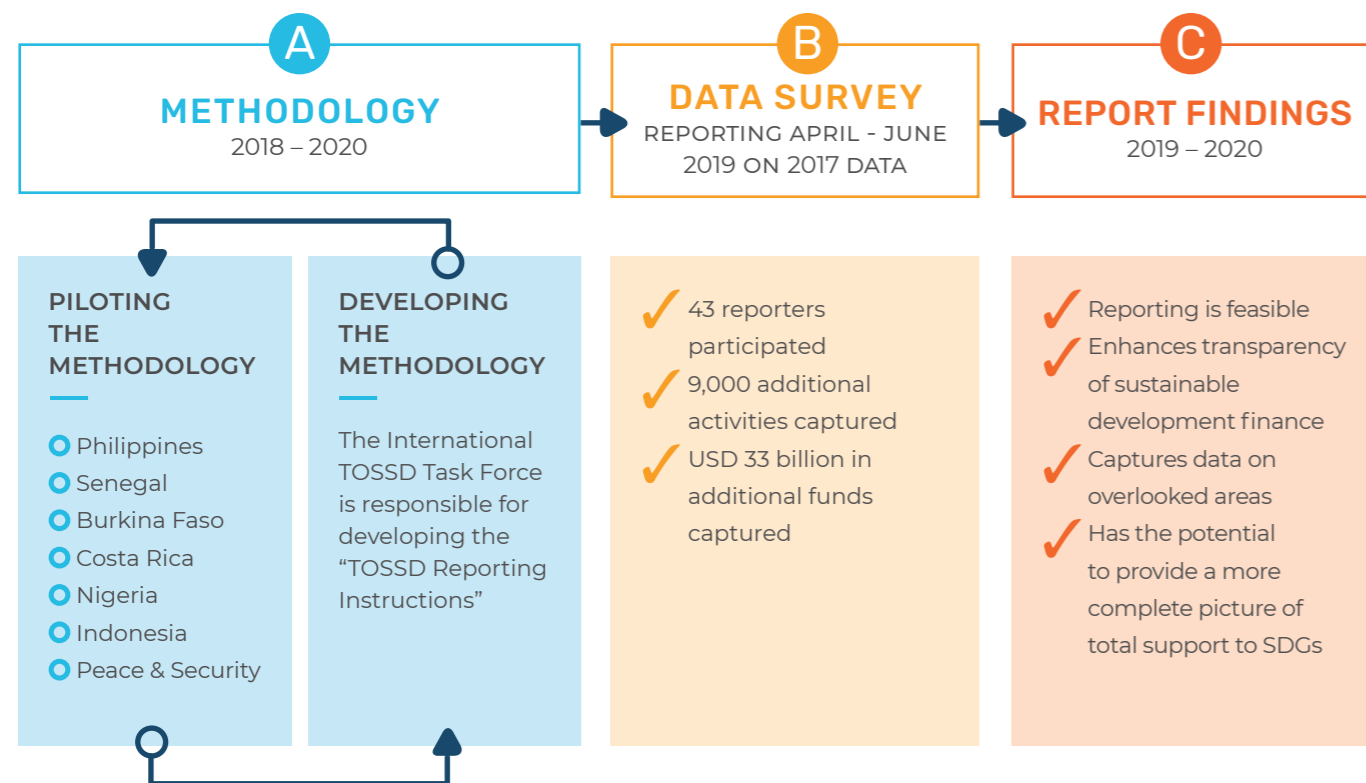 A
METHODOLOGY
2018 – 2020
B
DATA SURVEY
REPORTING APRIL - JUNE
2019 ON 2017 DATA
C
REPORT FINDINGS
2019 – 2020
PILOTING
THE
METHODOLOGY
Philippines
Senegal
Burkina Faso
Costa Rica
Nigeria
Indonesia
Peace & Security
DEVELOPING
THE
METHODOLOGY
The International
TOSSD Task Force
is responsible for
developing the
“TOSSD Reporting
Instructions”
43 reporters
participated
9,000 additional
activities captured
USD 33 billion in
additional funds
captured
Reporting is feasible
Enhances transparency
of sustainable
development finance
Captures data on
overlooked areas
Has the potential
to provide a more
complete picture of
total support to SDGs